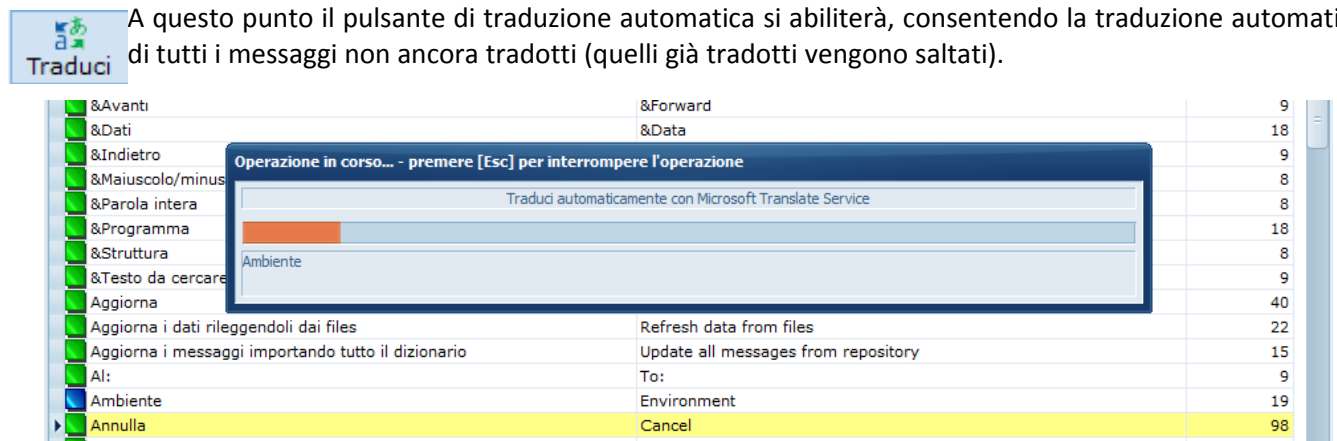 A questo punto il pulsante di traduzione automatica si abiliterà, consentendo la traduzione
di tutti i messaggi non ancora tradotti (quelli già tradotti vengono saltati).
Traduci
&Avanti &Forward 9
&Dati &Data 18
&Indietro 9
Operazione in corso... - premere [Esc] per interrompere l'operazione
&Maiuscolo/minus 8
Traduci automaticamente con Microsoft Translate Service
&Parola intera 8
&Programma 18
&Struttura 8
Ambiente
&Testo da cercare 9
Aggiorna 40
Aggiorna i dati rileggendoli dai files Refresh data from files 22
Aggiorna i messaggi importando tutto il dizionario Update all messages from repository 15
Al: To: 9
Ambiente Environment 19
Annulla Cancel 98